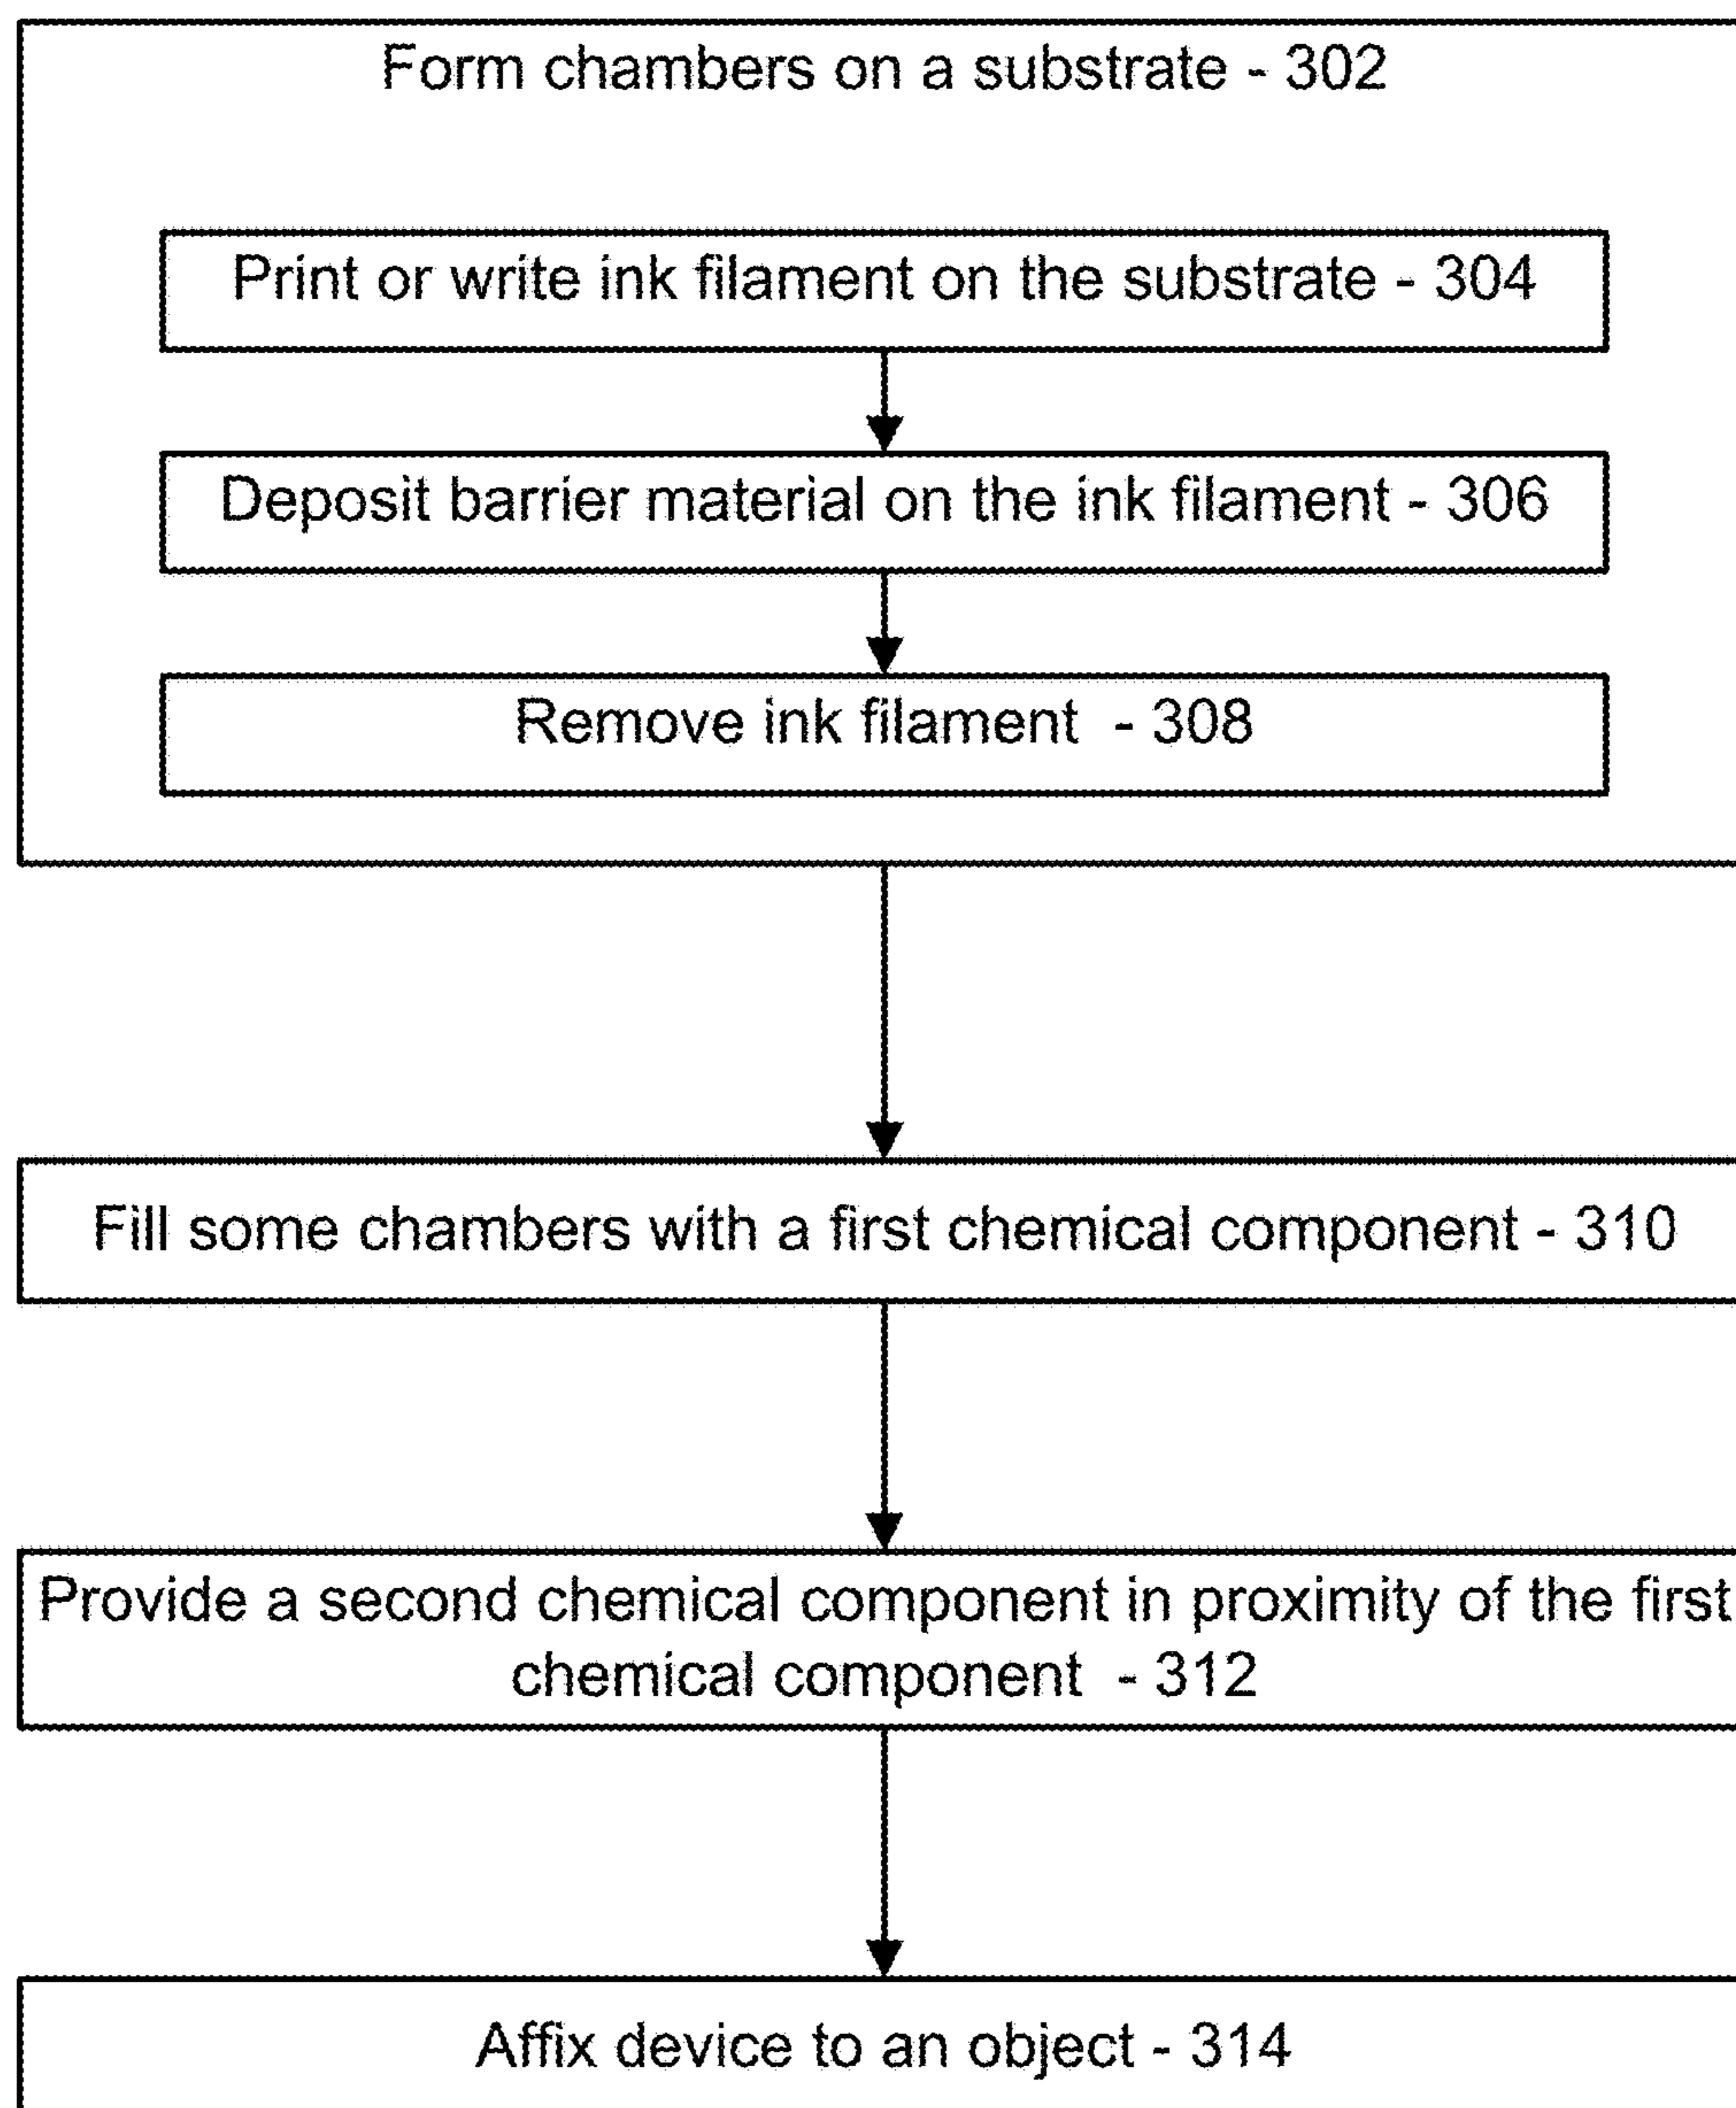 Form chambers on a substrate - 302
Print or write ink filament on the substrate - 304
Deposit barrier material on the ink filament - 306
Remove ink filament - 308
Fill some chambers with a first chemical component - 310
Provide a second chemical component in proximity of the first
chemical component - 312
Affix device to an object - 314